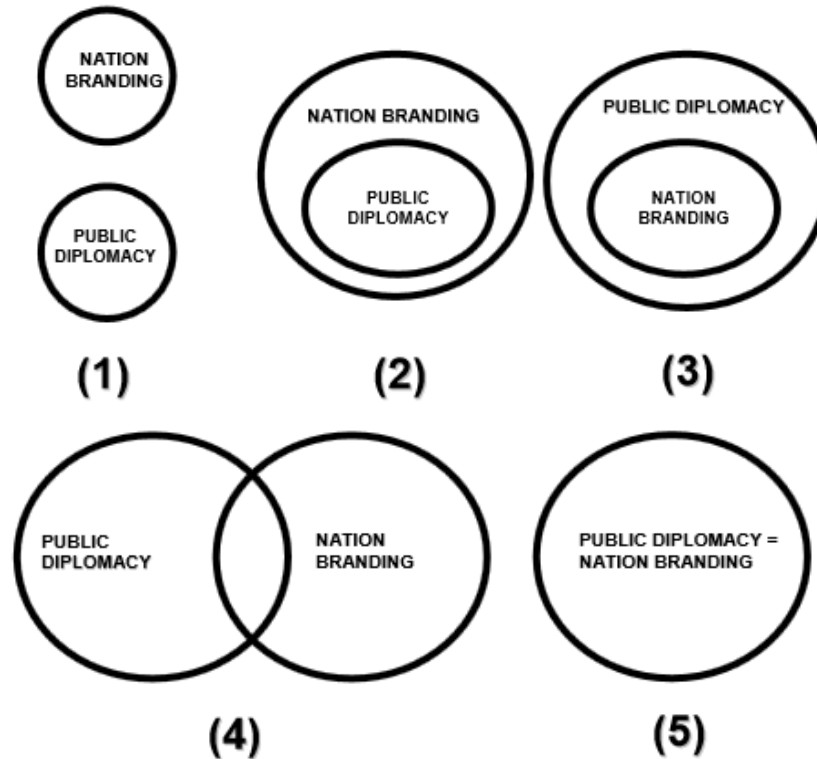 NATION
BRANDING
PUBLIC
DIPLOMACY
(1)
NATION BRANDING
PUBLIC
DIPLOMACY
(2)
PUBLIC DIPLOMACY
NATION
BRANDING
(3)
PUBLIC
DIPLOMACY
NATION
BRANDING
(4)
PUBLIC DIPLOMACY =
NATION BRANDING
(5)